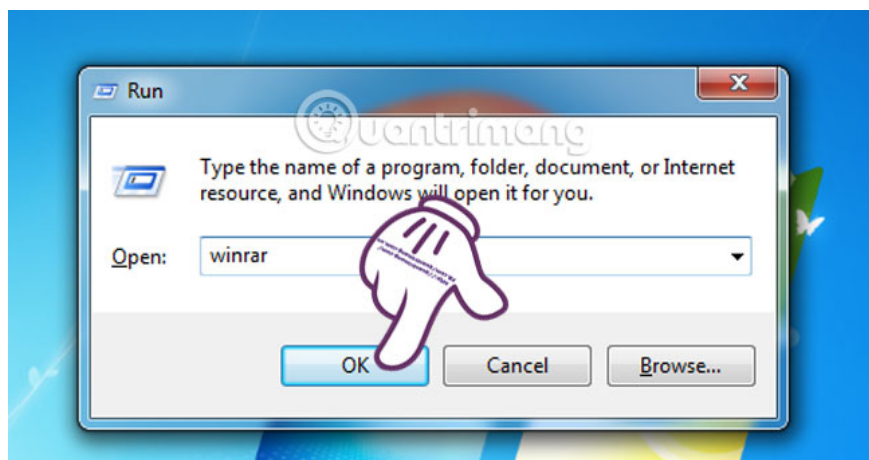 Run
Quantrimang
Type the name of a program, folder, document, or Internet
resource, and Windows will open it for you.
Open: winrar
OK Cancel Browse...